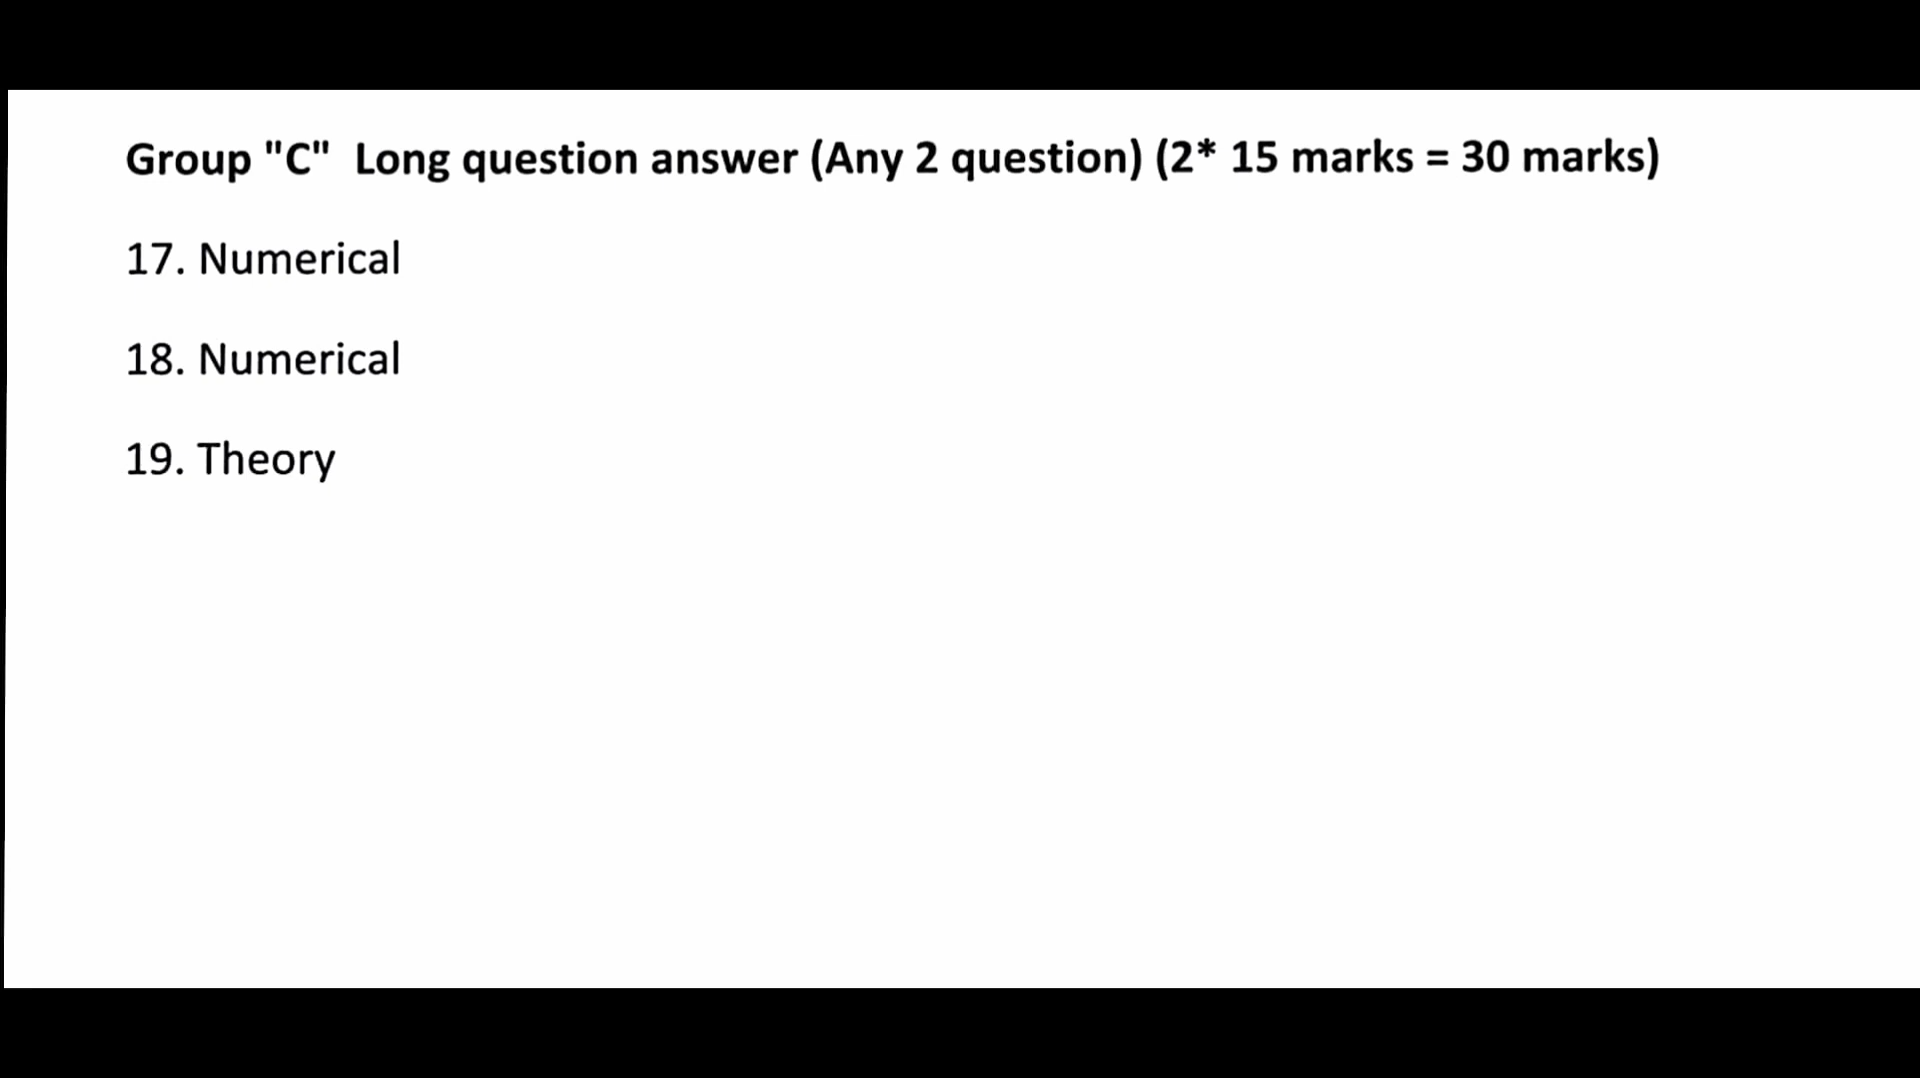 Group "C"  Long question answer (Any 2 question) (2* 15 marks = 30 marks)
17. Numerical
18. Numerical
19. Theory